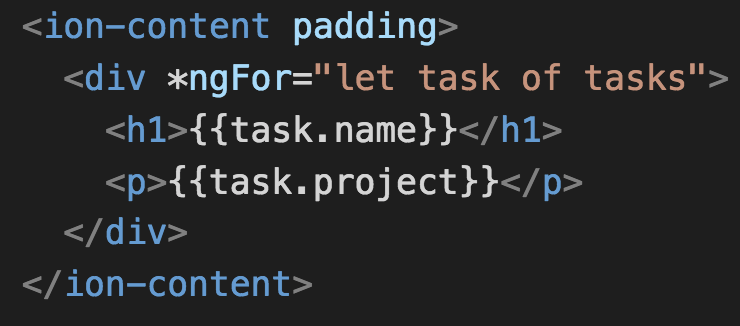 <ion-content padding>
<div *ngFor="let task of tasks">
<h1>{{task.name}}</h1>
<p>{{task.project}}</p>
</div>
</ion-content>